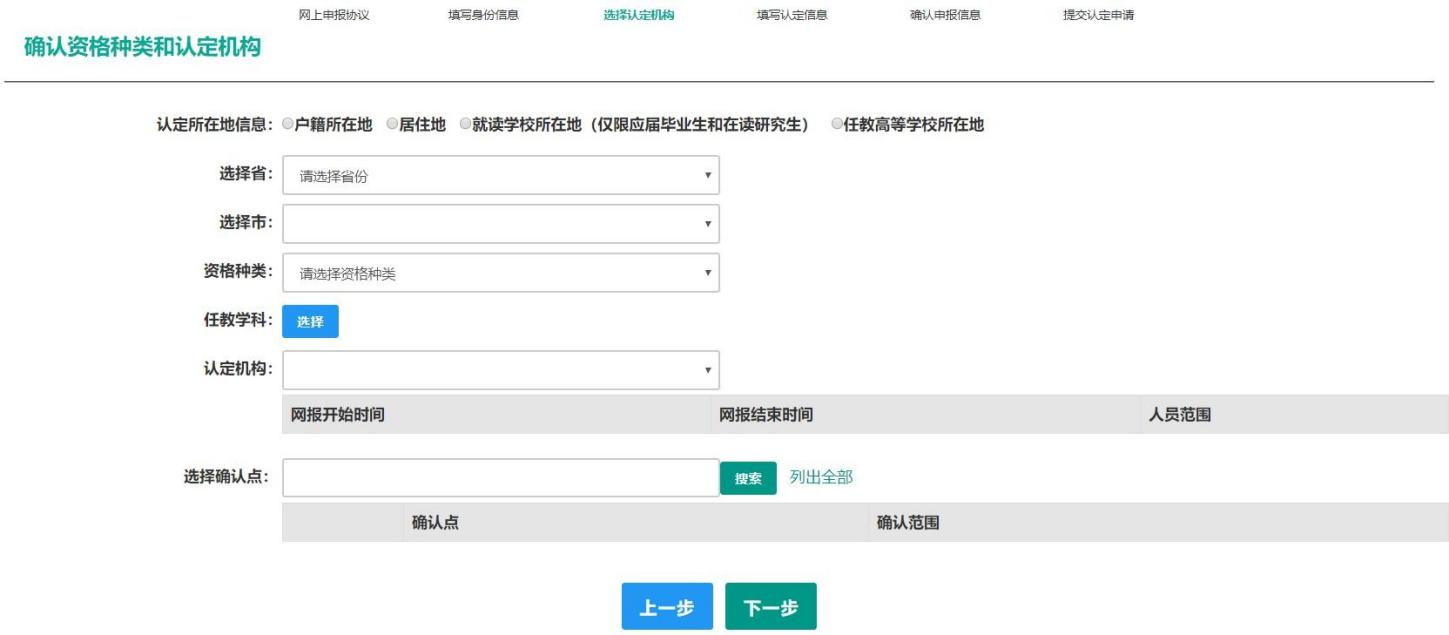 网上申报协议 填写身份信息 选择认定机构 填写认定信息 确认申报信息 提交认定申请
确认资格种类和认定机构
认定所在地信息: 户籍所在地 居住地 就读学校所在地（仅限应届毕业生和在读研究生） 任教高等学校所在地
选择省: 请选择省份
选择市:
资格种类: 请选择资格种类
任教学科: 选择
认定机构:
网报开始时间 网报结束时间 人员范围
选择确认点: 搜索 列出全部
确认点 确认范围
上一步 下一步